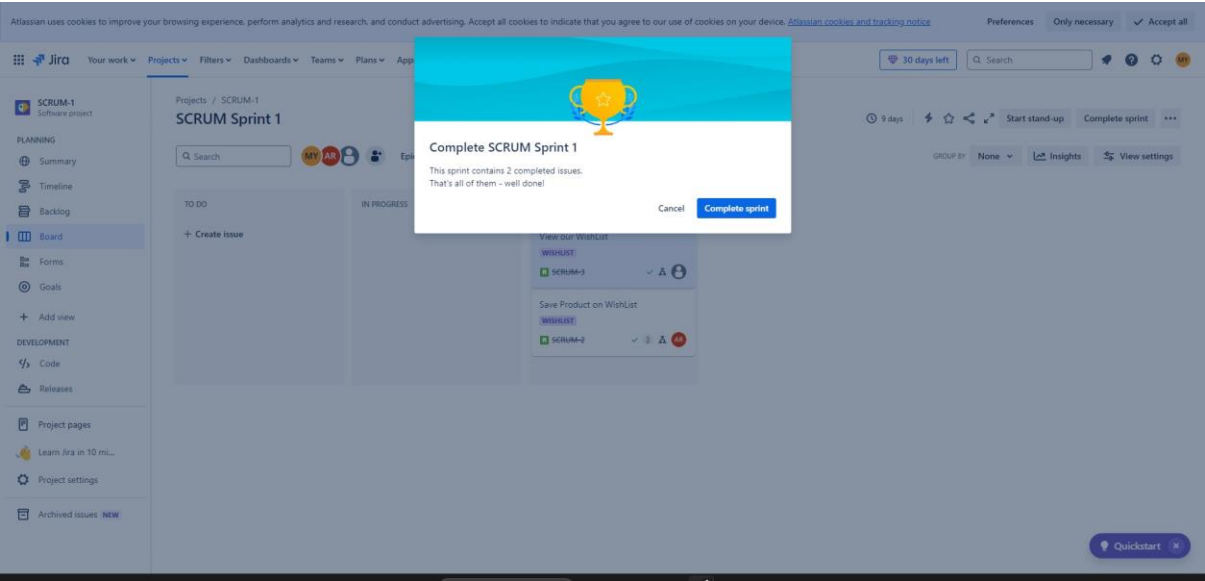 Atlassian uses cookies to improve your browsing experience, perform analytics and research, and conduct advertising. Accept all cookies to indicate that you agree to our use of cookies on your device. Atlassian cookies and tracking notice Preferences Only necessary Accept all
Jira Your work Projects Filters Dashboards Teams Plans App 30 days left Search MY
SCRUM-1
Software project
PLANNING
Summary
Timeline
Backlog
Board
Forms
Goals
Add view
DEVELOPMENT
Code
Releases
Project pages
Learn Jira in 10 mi...
Project settings
Archived issues NEW
Projects / SCRUM-1
SCRUM Sprint 1
9 days Start stand-up Complete sprint
Search MY AR Epi
GROUP BY None Insights View settings
Complete SCRUM Sprint 1
This sprint contains 2 completed issues.
That's all of them - well done!
Cancel Complete sprint
TO DO
+ Create issue
IN PROGRESS
View our WishList
WISHLIST
SCRUM-3
Save Product on WishList
WISHLIST
SCRUM-2 2 AR
Quickstart